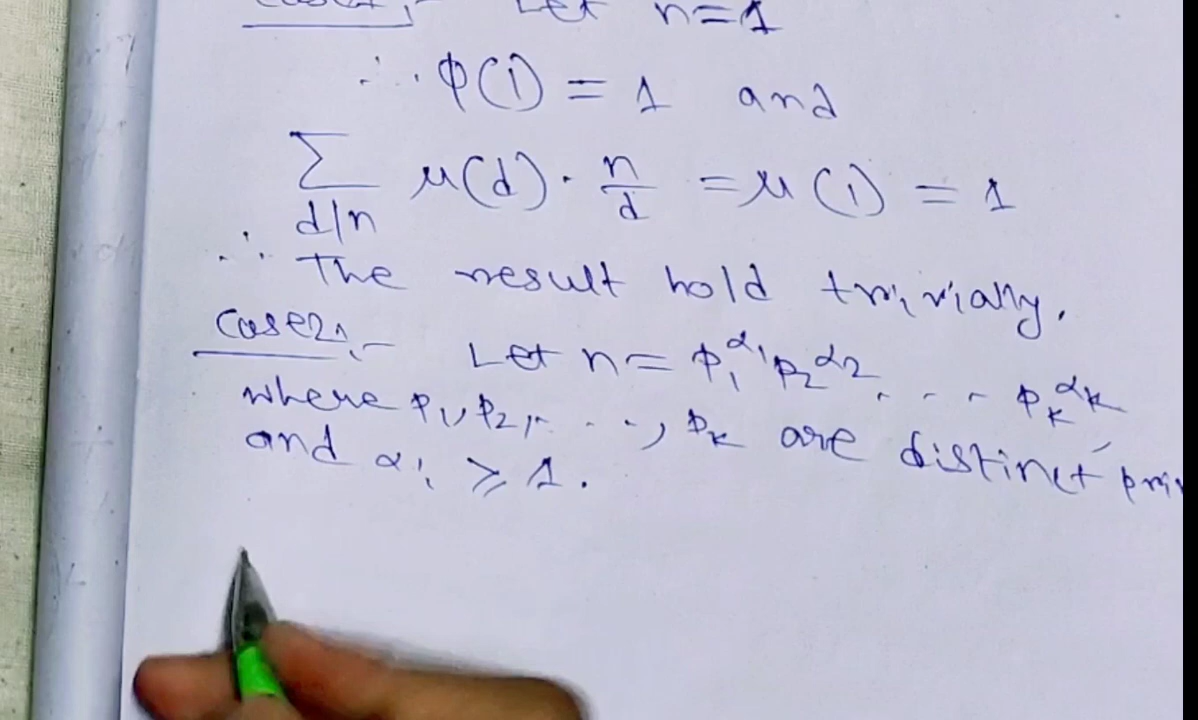 Let n=1
∴ φ(1) = 1 and
∑ μ(d) · n/d = μ(1) = 1
d|n
∴ The result hold trivially.
Case2:- Let n = p₁^α₁ p₂^α₂ . . . p_k^α_k
where p₁, p₂, . . ., p_k are distinct
and αᵢ ≥ 1.